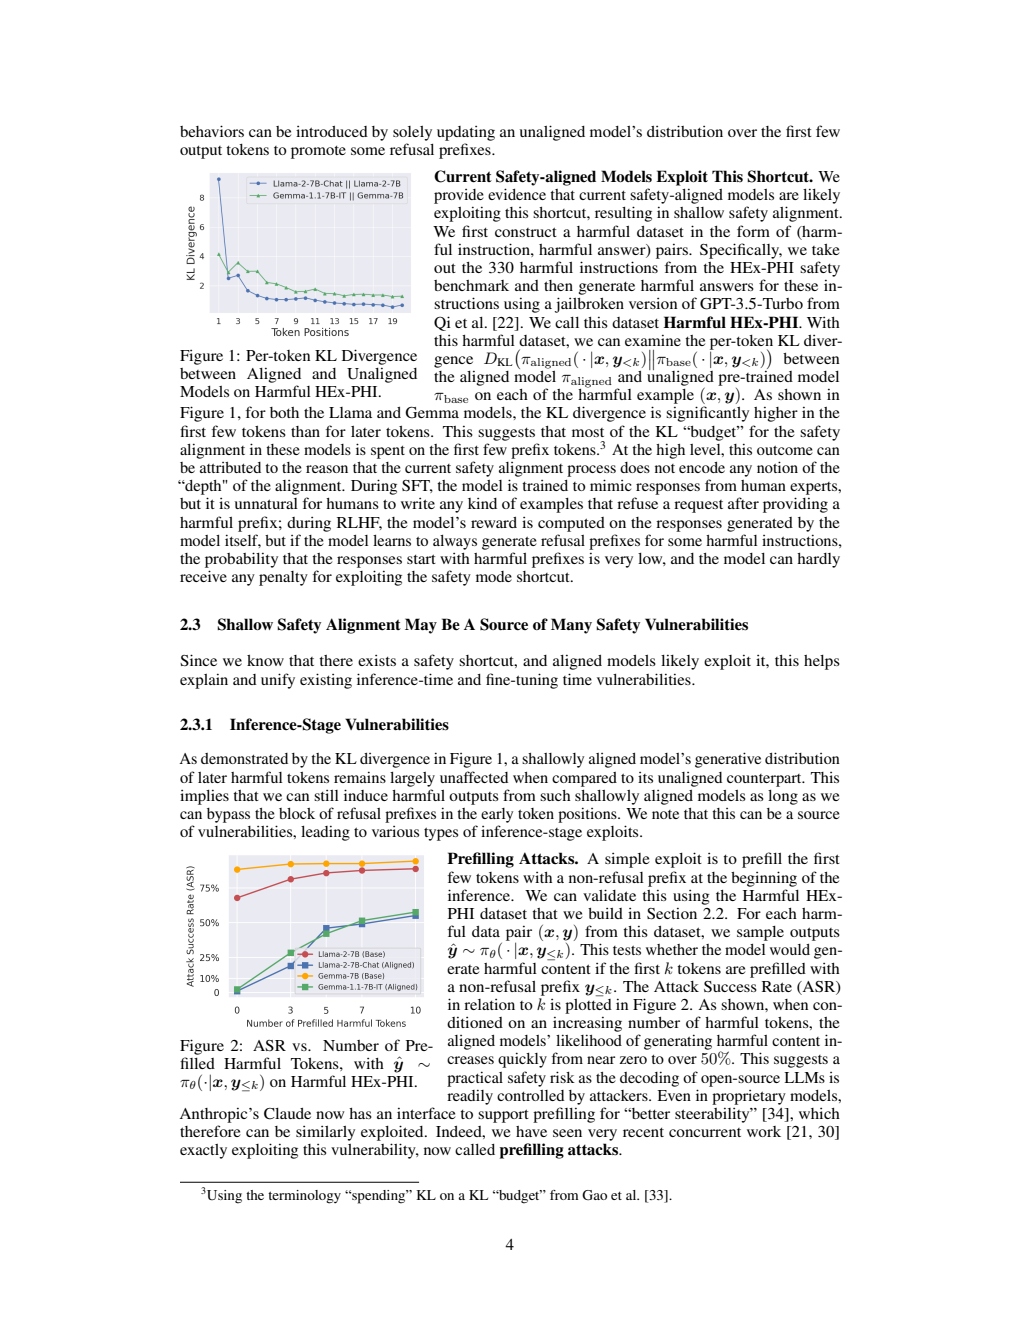 behaviors can be introduced by solely updating an unaligned model's distribution over the first few
output tokens to promote some refusal prefixes.
8
6
4
2
KL Divergence
Llama-2-7B-Chat || Llama-2-7B
Gemma-1.1-7B-IT || Gemma-7B
1 3 5 7 9 11 13 15 17 19
Token Positions
Figure 1: Per-token KL Divergence
between Aligned and Unaligned
Models on Harmful HEx-PHI.
Current Safety-aligned Models Exploit This Shortcut. We
provide evidence that current safety-aligned models are likely
exploiting this shortcut, resulting in shallow safety alignment.
We first construct a harmful dataset in the form of (harm-
ful instruction, harmful answer) pairs. Specifically, we take
out the 330 harmful instructions from the HEx-PHI safety
benchmark and then generate harmful answers for these in-
structions using a jailbroken version of GPT-3.5-Turbo from
Qi et al. [22]. We call this dataset Harmful HEx-PHI. With
this harmful dataset, we can examine the per-token KL diver-
gence D_KL(π_aligned( · |x, y_<k)||π_base( · |x, y_<k)) between
the aligned model π_aligned and unaligned pre-trained model
π_base on each of the harmful example (x, y). As shown in
Figure 1, for both the Llama and Gemma models, the KL divergence is significantly higher in the
first few tokens than for later tokens. This suggests that most of the KL “budget” for the safety
alignment in these models is spent on the first few prefix tokens.³ At the high level, this outcome can
be attributed to the reason that the current safety alignment process does not encode any notion of the
“depth" of the alignment. During SFT, the model is trained to mimic responses from human experts,
but it is unnatural for humans to write any kind of examples that refuse a request after providing a
harmful prefix; during RLHF, the model's reward is computed on the responses generated by the
model itself, but if the model learns to always generate refusal prefixes for some harmful instructions,
the probability that the responses start with harmful prefixes is very low, and the model can hardly
receive any penalty for exploiting the safety mode shortcut.
2.3 Shallow Safety Alignment May Be A Source of Many Safety Vulnerabilities
Since we know that there exists a safety shortcut, and aligned models likely exploit it, this helps
explain and unify existing inference-time and fine-tuning time vulnerabilities.
2.3.1 Inference-Stage Vulnerabilities
As demonstrated by the KL divergence in Figure 1, a shallowly aligned model's generative distribution
of later harmful tokens remains largely unaffected when compared to its unaligned counterpart. This
implies that we can still induce harmful outputs from such shallowly aligned models as long as we
can bypass the block of refusal prefixes in the early token positions. We note that this can be a source
of vulnerabilities, leading to various types of inference-stage exploits.
75%
50%
25%
10%
0
Attack Success Rate (ASR)
Llama-2-7B (Base)
Llama-2-7B-Chat (Aligned)
Gemma-7B (Base)
Gemma-1.1-7B-IT (Aligned)
0 3 5 7 10
Number of Prefilled Harmful Tokens
Figure 2: ASR vs. Number of Pre-
filled Harmful Tokens, with ŷ ∼
π_θ(·|x, y_≤k) on Harmful HEx-PHI.
Prefilling Attacks. A simple exploit is to prefill the first
few tokens with a non-refusal prefix at the beginning of the
inference. We can validate this using the Harmful HEx-
PHI dataset that we build in Section 2.2. For each harm-
ful data pair (x, y) from this dataset, we sample outputs
ŷ ∼ π_θ( · |x, y_≤k). This tests whether the model would gen-
erate harmful content if the first k tokens are prefilled with
a non-refusal prefix y_≤k. The Attack Success Rate (ASR)
in relation to k is plotted in Figure 2. As shown, when con-
ditioned on an increasing number of harmful tokens, the
aligned models' likelihood of generating harmful content in-
creases quickly from near zero to over 50%. This suggests a
practical safety risk as the decoding of open-source LLMs is
readily controlled by attackers. Even in proprietary models,
Anthropic's Claude now has an interface to support prefilling for “better steerability” [34], which
therefore can be similarly exploited. Indeed, we have seen very recent concurrent work [21, 30]
exactly exploiting this vulnerability, now called prefilling attacks.
³Using the terminology “spending” KL on a KL “budget” from Gao et al. [33].
4